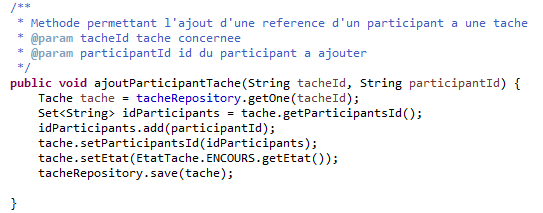 /**
 * Methode permettant l'ajout d'une reference d'un participant a une tache
 * @param tacheId tache concernee
 * @param participantId id du participant a ajouter
 */
public void ajoutParticipantTache(String tacheId, String participantId) {
    Tache tache = tacheRepository.getOne(tacheId);
    Set<String> idParticipants = tache.getParticipantsId();
    idParticipants.add(participantId);
    tache.setParticipantsId(idParticipants);
    tache.setEtat(EtatTache.ENCOURS.getEtat());
    tacheRepository.save(tache);
}